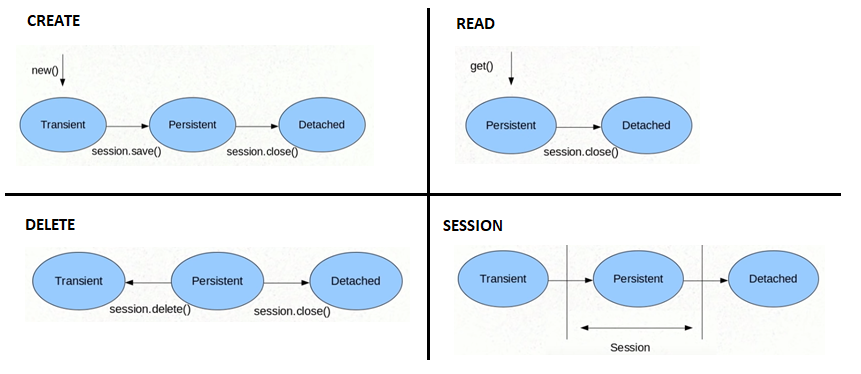 CREATE
new()
Transient
Persistent
Detached
session.save()
session.close()
READ
get()
Persistent
Detached
session.close()
DELETE
Transient
Persistent
Detached
session.delete()
session.close()
SESSION
Transient
Persistent
Detached
Session